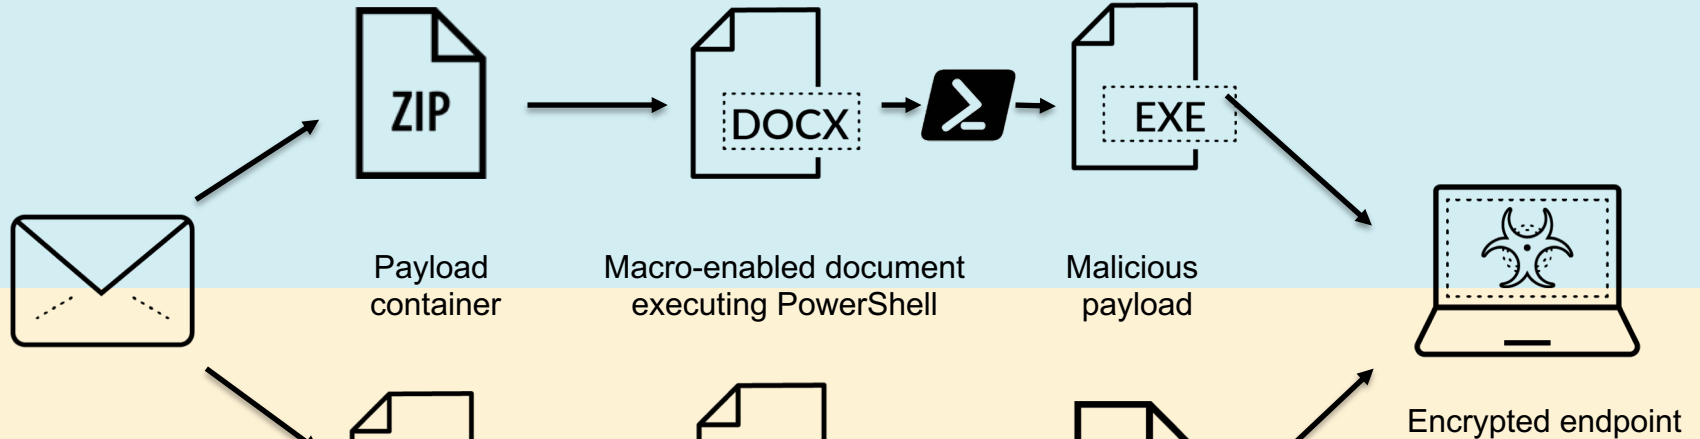 ZIP
DOCX
EXE
Payload
container
Macro-enabled document
executing PowerShell
Malicious
payload
Encrypted endpoint